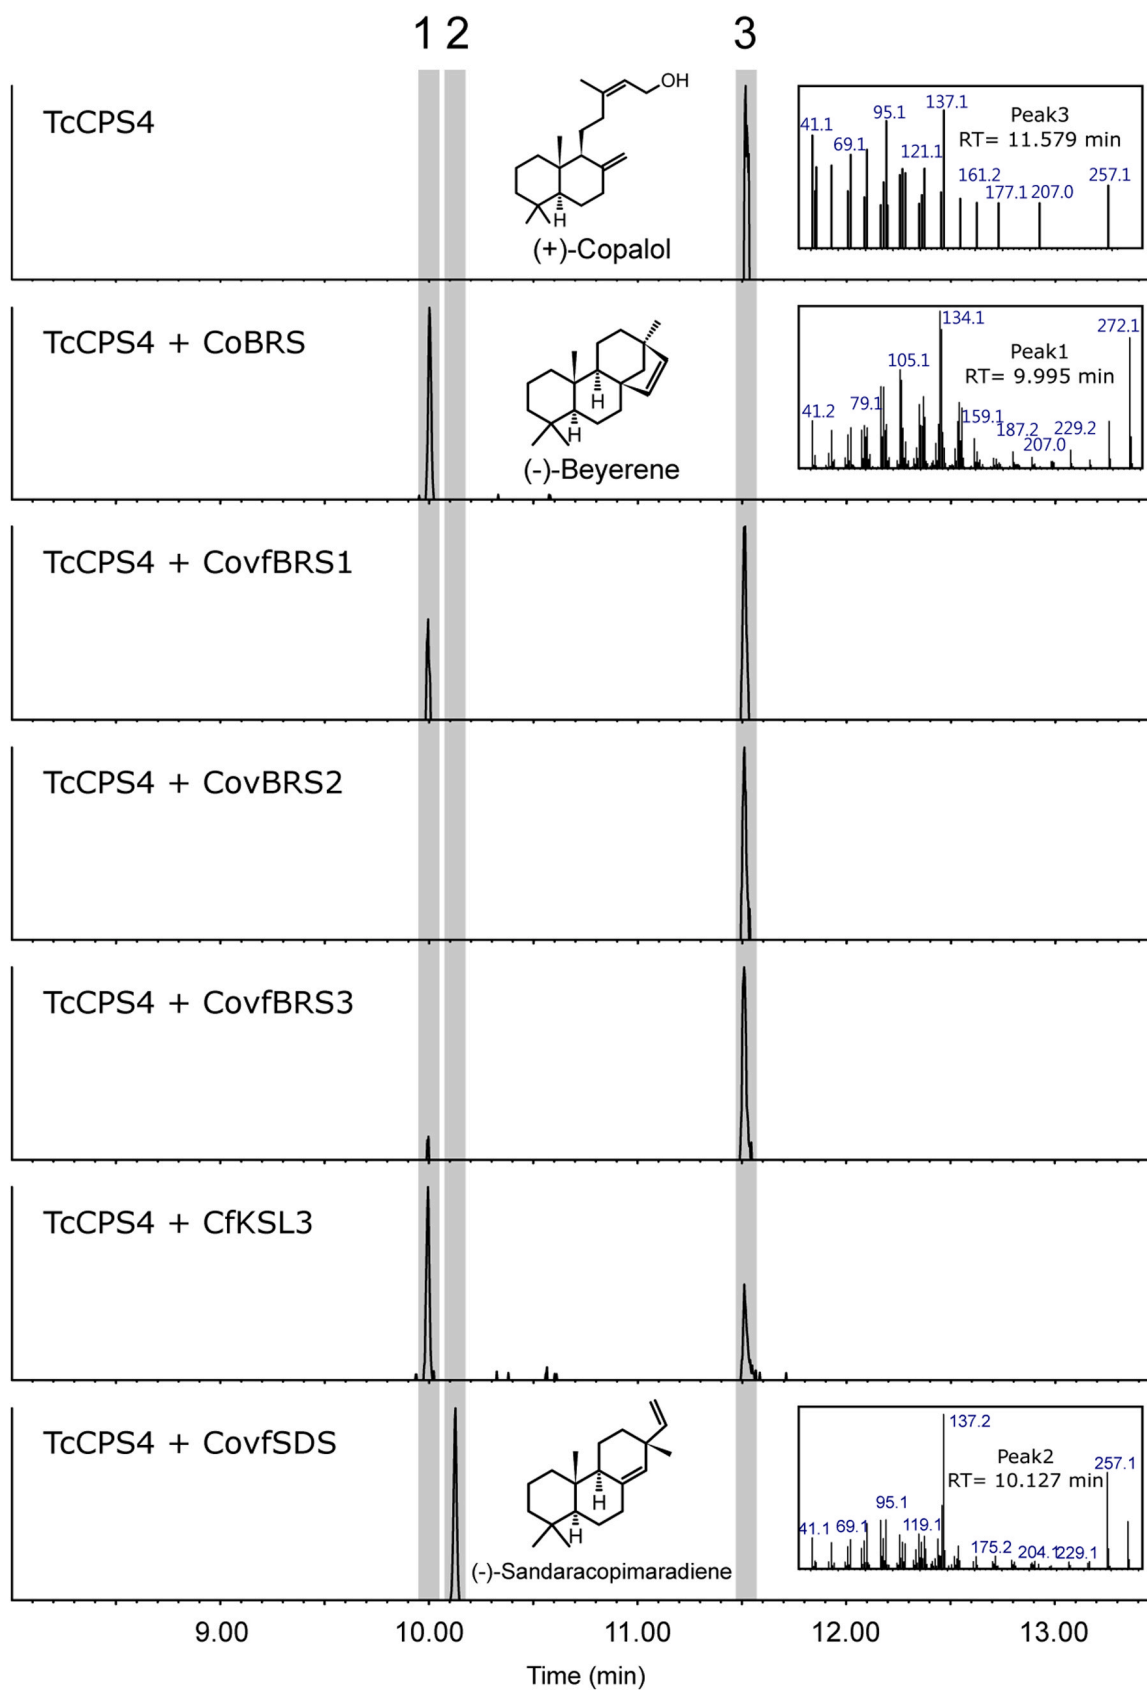 1 2 3
TcCPS4
OH
H
(+)-Copalol
Peak3
RT= 11.579 min
41.1 69.1 95.1 121.1 137.1 161.2 177.1 207.0 257.1
TcCPS4 + CoBRS
H
H
(-)-Beyerene
Peak1
RT= 9.995 min
41.2 79.1 105.1 134.1 159.1 187.2 207.0 229.2 272.1
TcCPS4 + CovfBRS1
TcCPS4 + CovBRS2
TcCPS4 + CovfBRS3
TcCPS4 + CfKSL3
TcCPS4 + CovfSDS
H
H
(-)-Sandaracopimaradiene
Peak2
RT= 10.127 min
41.1 69.1 95.1 119.1 137.2 175.2 204.1 229.1 257.1
9.00 10.00 11.00 12.00 13.00
Time (min)